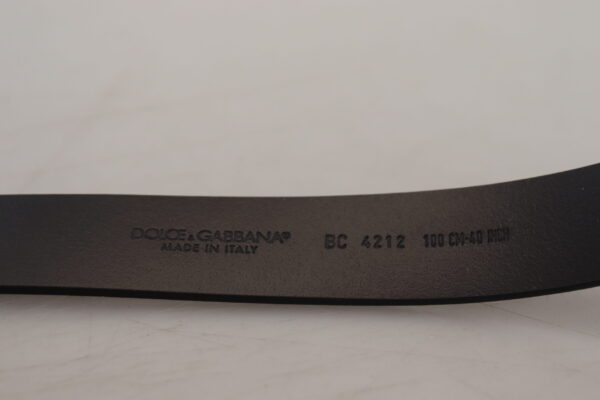 DOLCE & GABBANA® BC 4212 100 CM-40 INCH
MADE IN ITALY